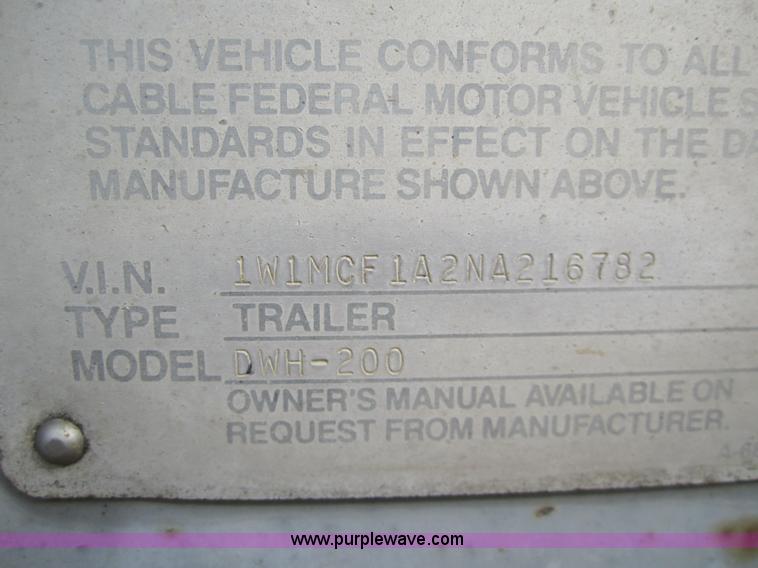 THIS VEHICLE CONFORMS TO ALL
CABLE FEDERAL MOTOR VEHICLE S
STANDARDS IN EFFECT ON THE DA
MANUFACTURE SHOWN ABOVE.
V.I.N. 1W1MCF1A2NA216782
TYPE TRAILER
MODEL DWH-200
OWNER'S MANUAL AVAILABLE ON
REQUEST FROM MANUFACTURER.
www.purplewave.com